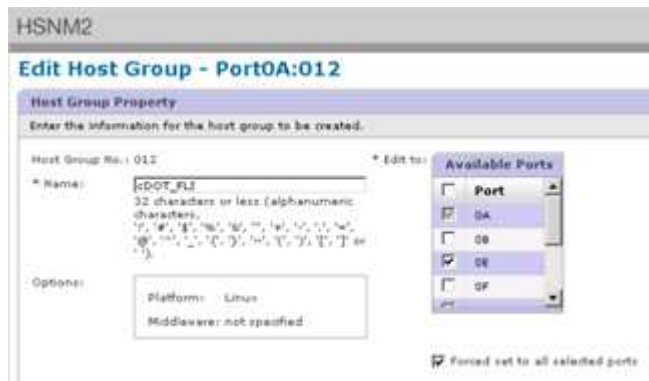 HSNM2
Edit Host Group - Port0A:012
Host Group Property
Enter the information for the host group to be created.
Host Group No.: 012
* Name: cDOT_FLI
32 characters or less (alphanumeric
characters,
or
Options:
Platform: Linux
Middleware: not specified
* Edit to:
Available Ports
Port
0A
0B
0E
0F
Forced set to all selected ports